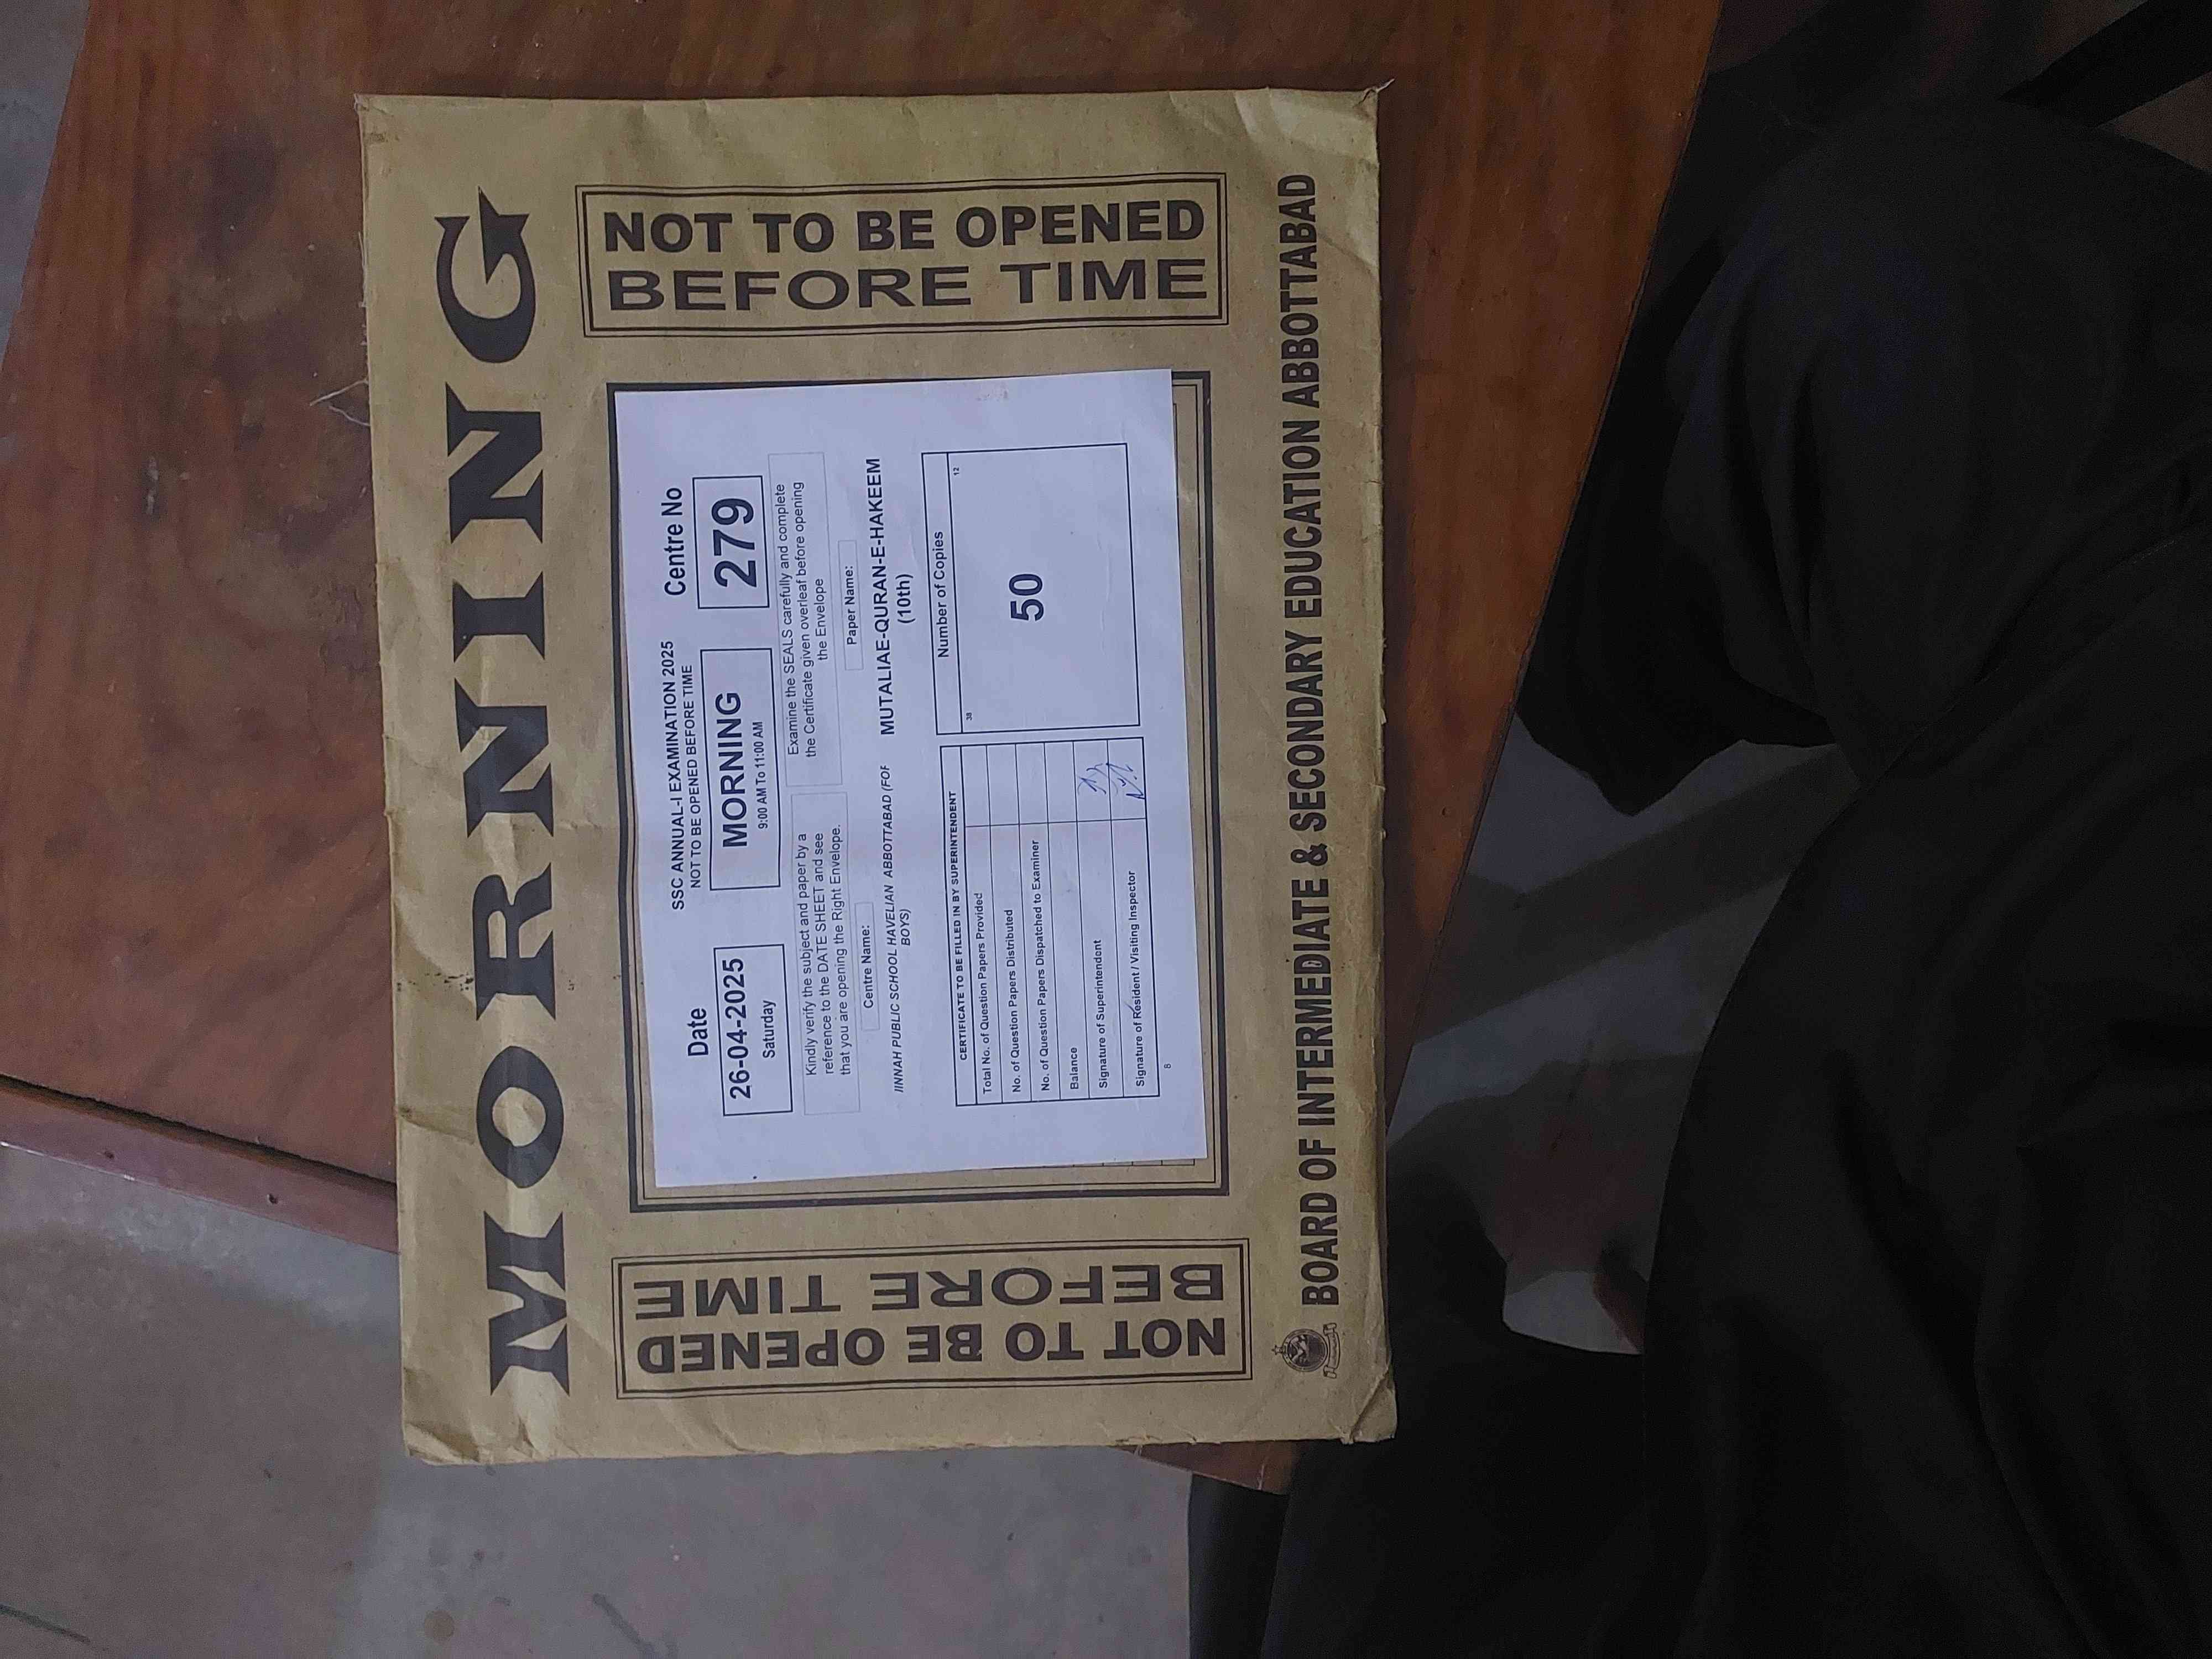 MORNING
NOT TO BE OPENED
BEFORE TIME
SSC ANNUAL-I EXAMINATION 2025
NOT TO BE OPENED BEFORE TIME
Date
26-04-2025
Saturday
MORNING
9:00 AM To 11:00 AM
Centre No
279
Kindly verify the subject and paper by a
reference to the DATE SHEET and see
that you are opening the Right Envelope.
Examine the SEALS carefully and complete
the Certificate given overleaf before opening
the Envelope
Centre Name:
JINNAH PUBLIC SCHOOL HAVELIAN ABBOTTABAD (FOF
BOYS)
Paper Name:
MUTALIAE-QURAN-E-HAKEEM
(10th)
CERTIFICATE TO BE FILLED IN BY SUPERINTENDENT
Total No. of Question Papers Provided
No. of Question Papers Distributed
No. of Question Papers Dispatched to Examiner
Balance
Signature of Superintendent
Signature of Resident / Visiting Inspector
8
Number of Copies
38
12
50
NOT TO BE OPENED
BEFORE TIME
BOARD OF INTERMEDIATE & SECONDARY EDUCATION ABBOTTABAD